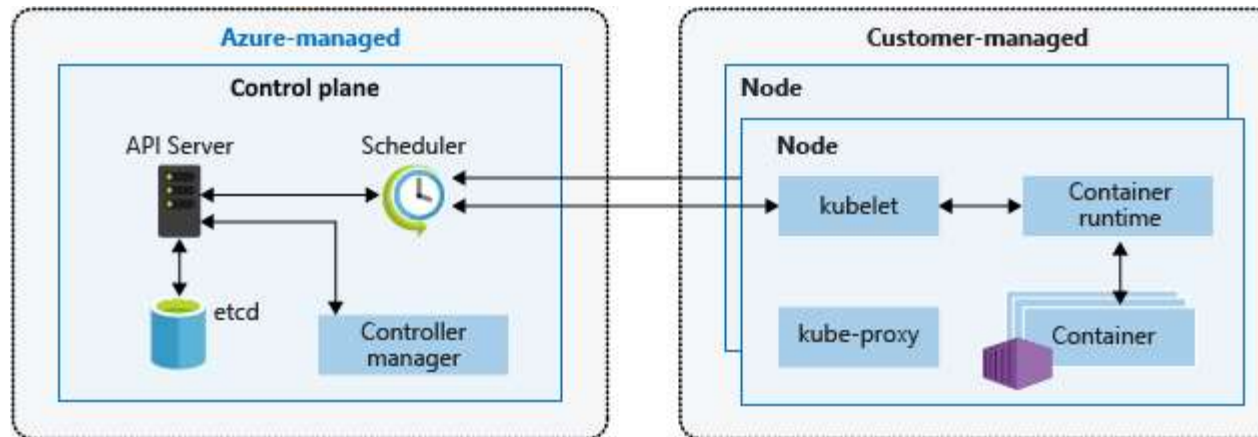 Azure-managed
Control plane
API Server
Scheduler
etcd
Controller
manager
Customer-managed
Node
Node
kubelet
Container
runtime
kube-proxy
Container